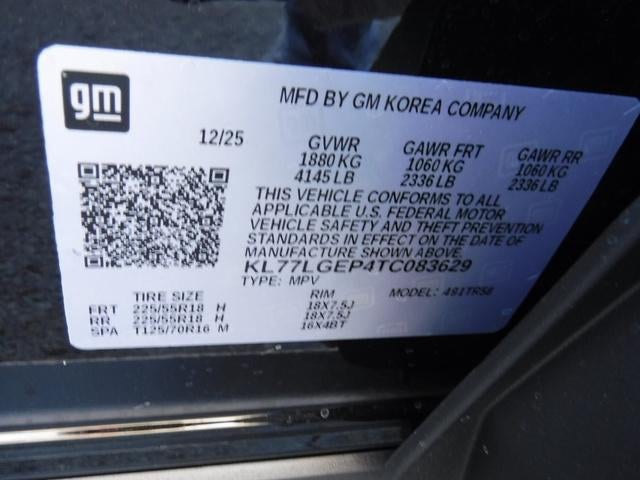 gm
MFD BY GM KOREA COMPANY
12/25 GVWR GAWR FRT GAWR RR
1880 KG 1060 KG 1060 KG
4145 LB 2336 LB 2336 LB
THIS VEHICLE CONFORMS TO ALL
APPLICABLE U.S. FEDERAL MOTOR
VEHICLE SAFETY AND THEFT PREVENTION
STANDARDS IN EFFECT ON THE DATE OF
MANUFACTURE SHOWN ABOVE.
KL77LGEP4TC083629
TYPE: MPV MODEL: 491TR58
TIRE SIZE RIM
FRT 225/55R18 H 18X7.5J
RR 225/55R18 H 18X7.5J
SPA T125/70R16 M 16X4BT